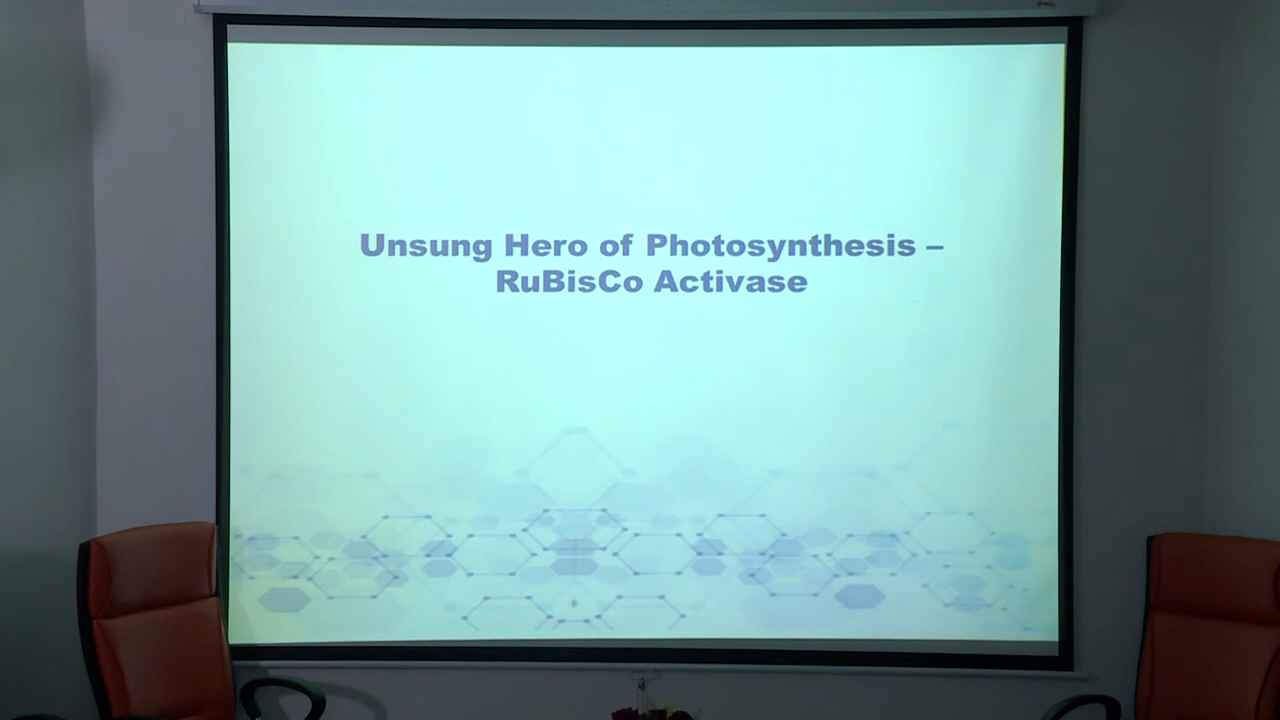 Unsung Hero of Photosynthesis –
RuBisCo Activase